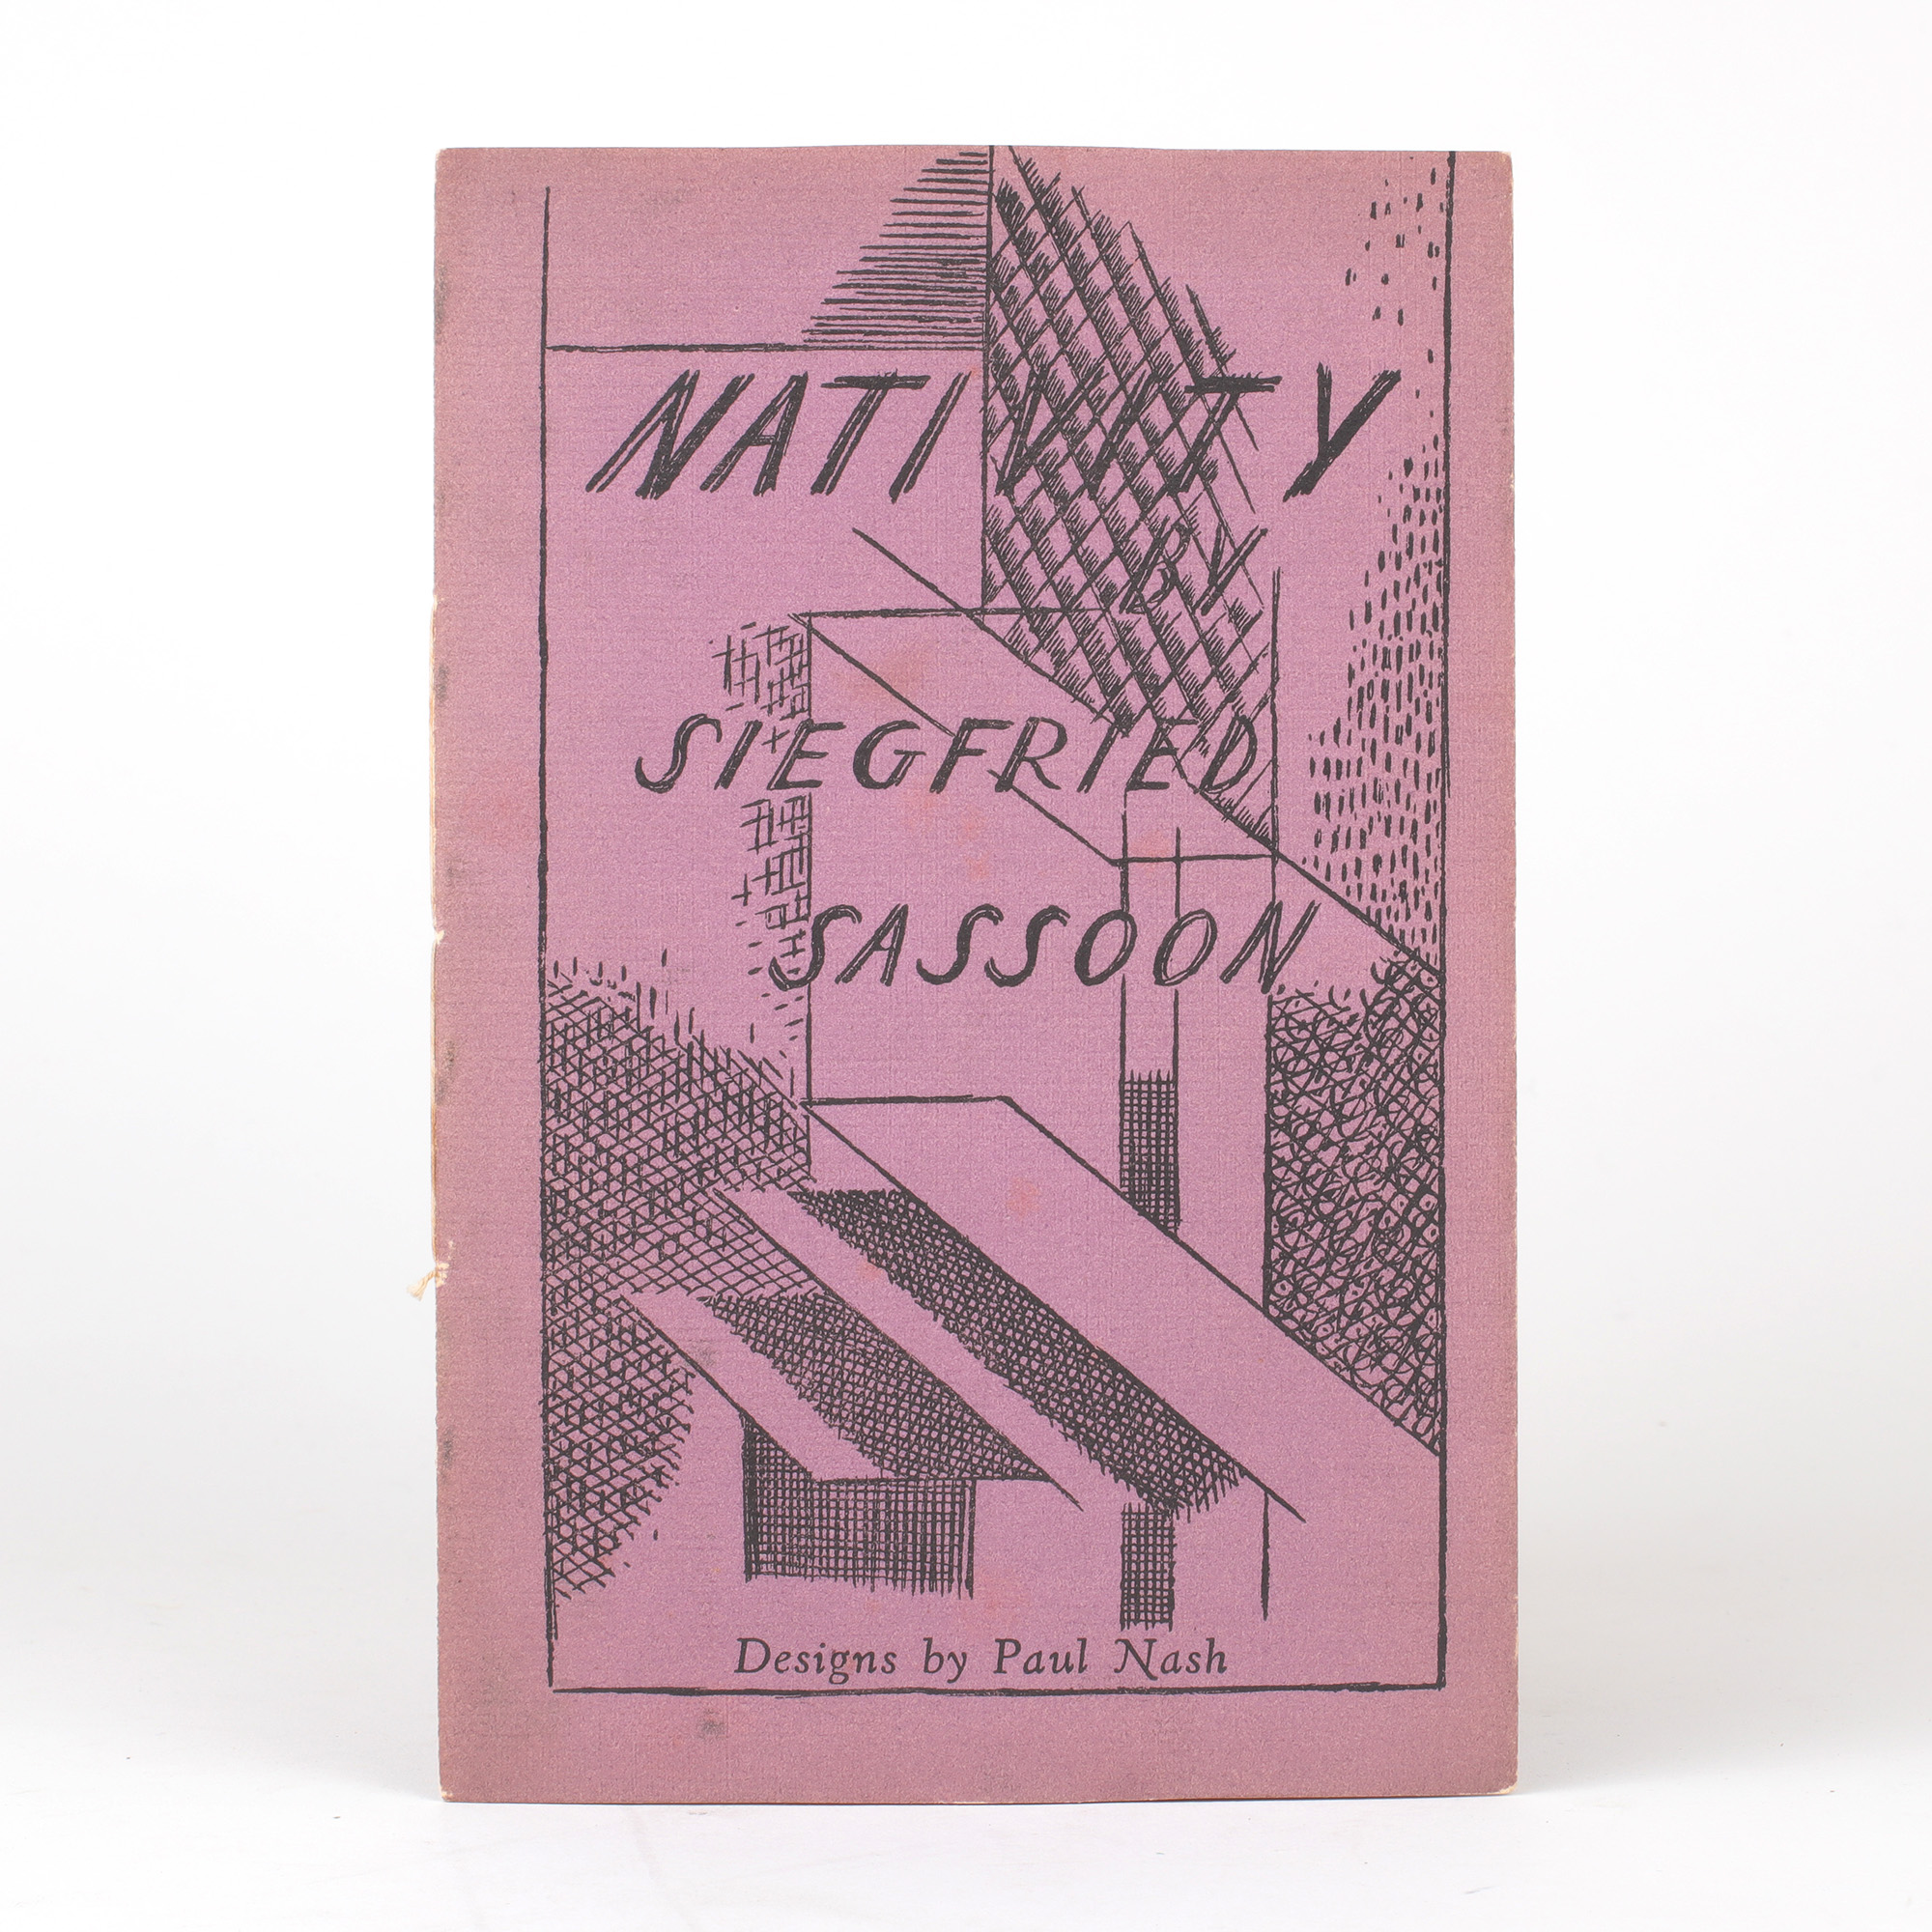 NATIVITY
BY
SIEGFRIED
SASSOON
Designs by Paul Nash